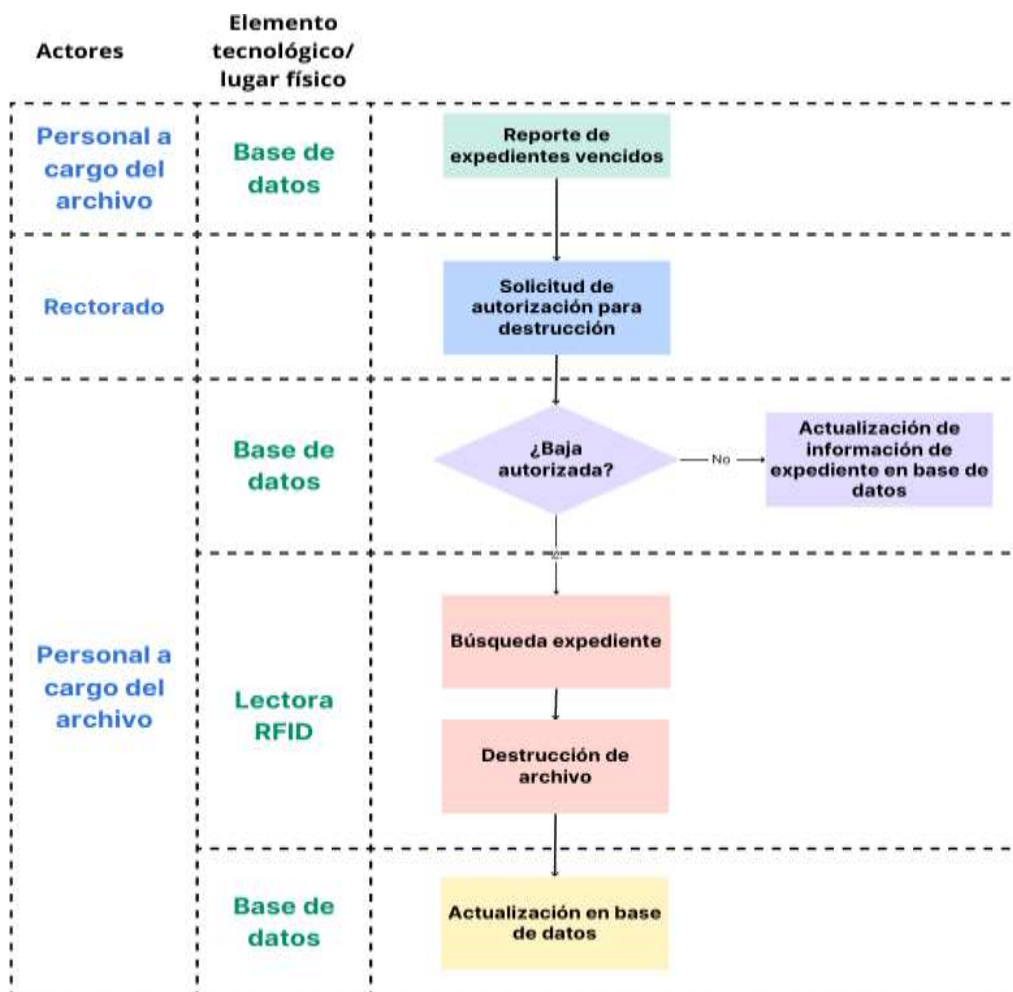 Actores
Elemento
tecnológico/
lugar físico
Personal a
cargo del
archivo
Base de
datos
Reporte de
expedientes vencidos
Rectorado
Solicitud de
autorización para
destrucción
Base de
datos
¿Baja
autorizada?
No
Actualización de
información de
expediente en base de
datos
Personal a
cargo del
archivo
Lectora
RFID
Búsqueda expediente
Destrucción de
archivo
Base de
datos
Actualización en base
de datos